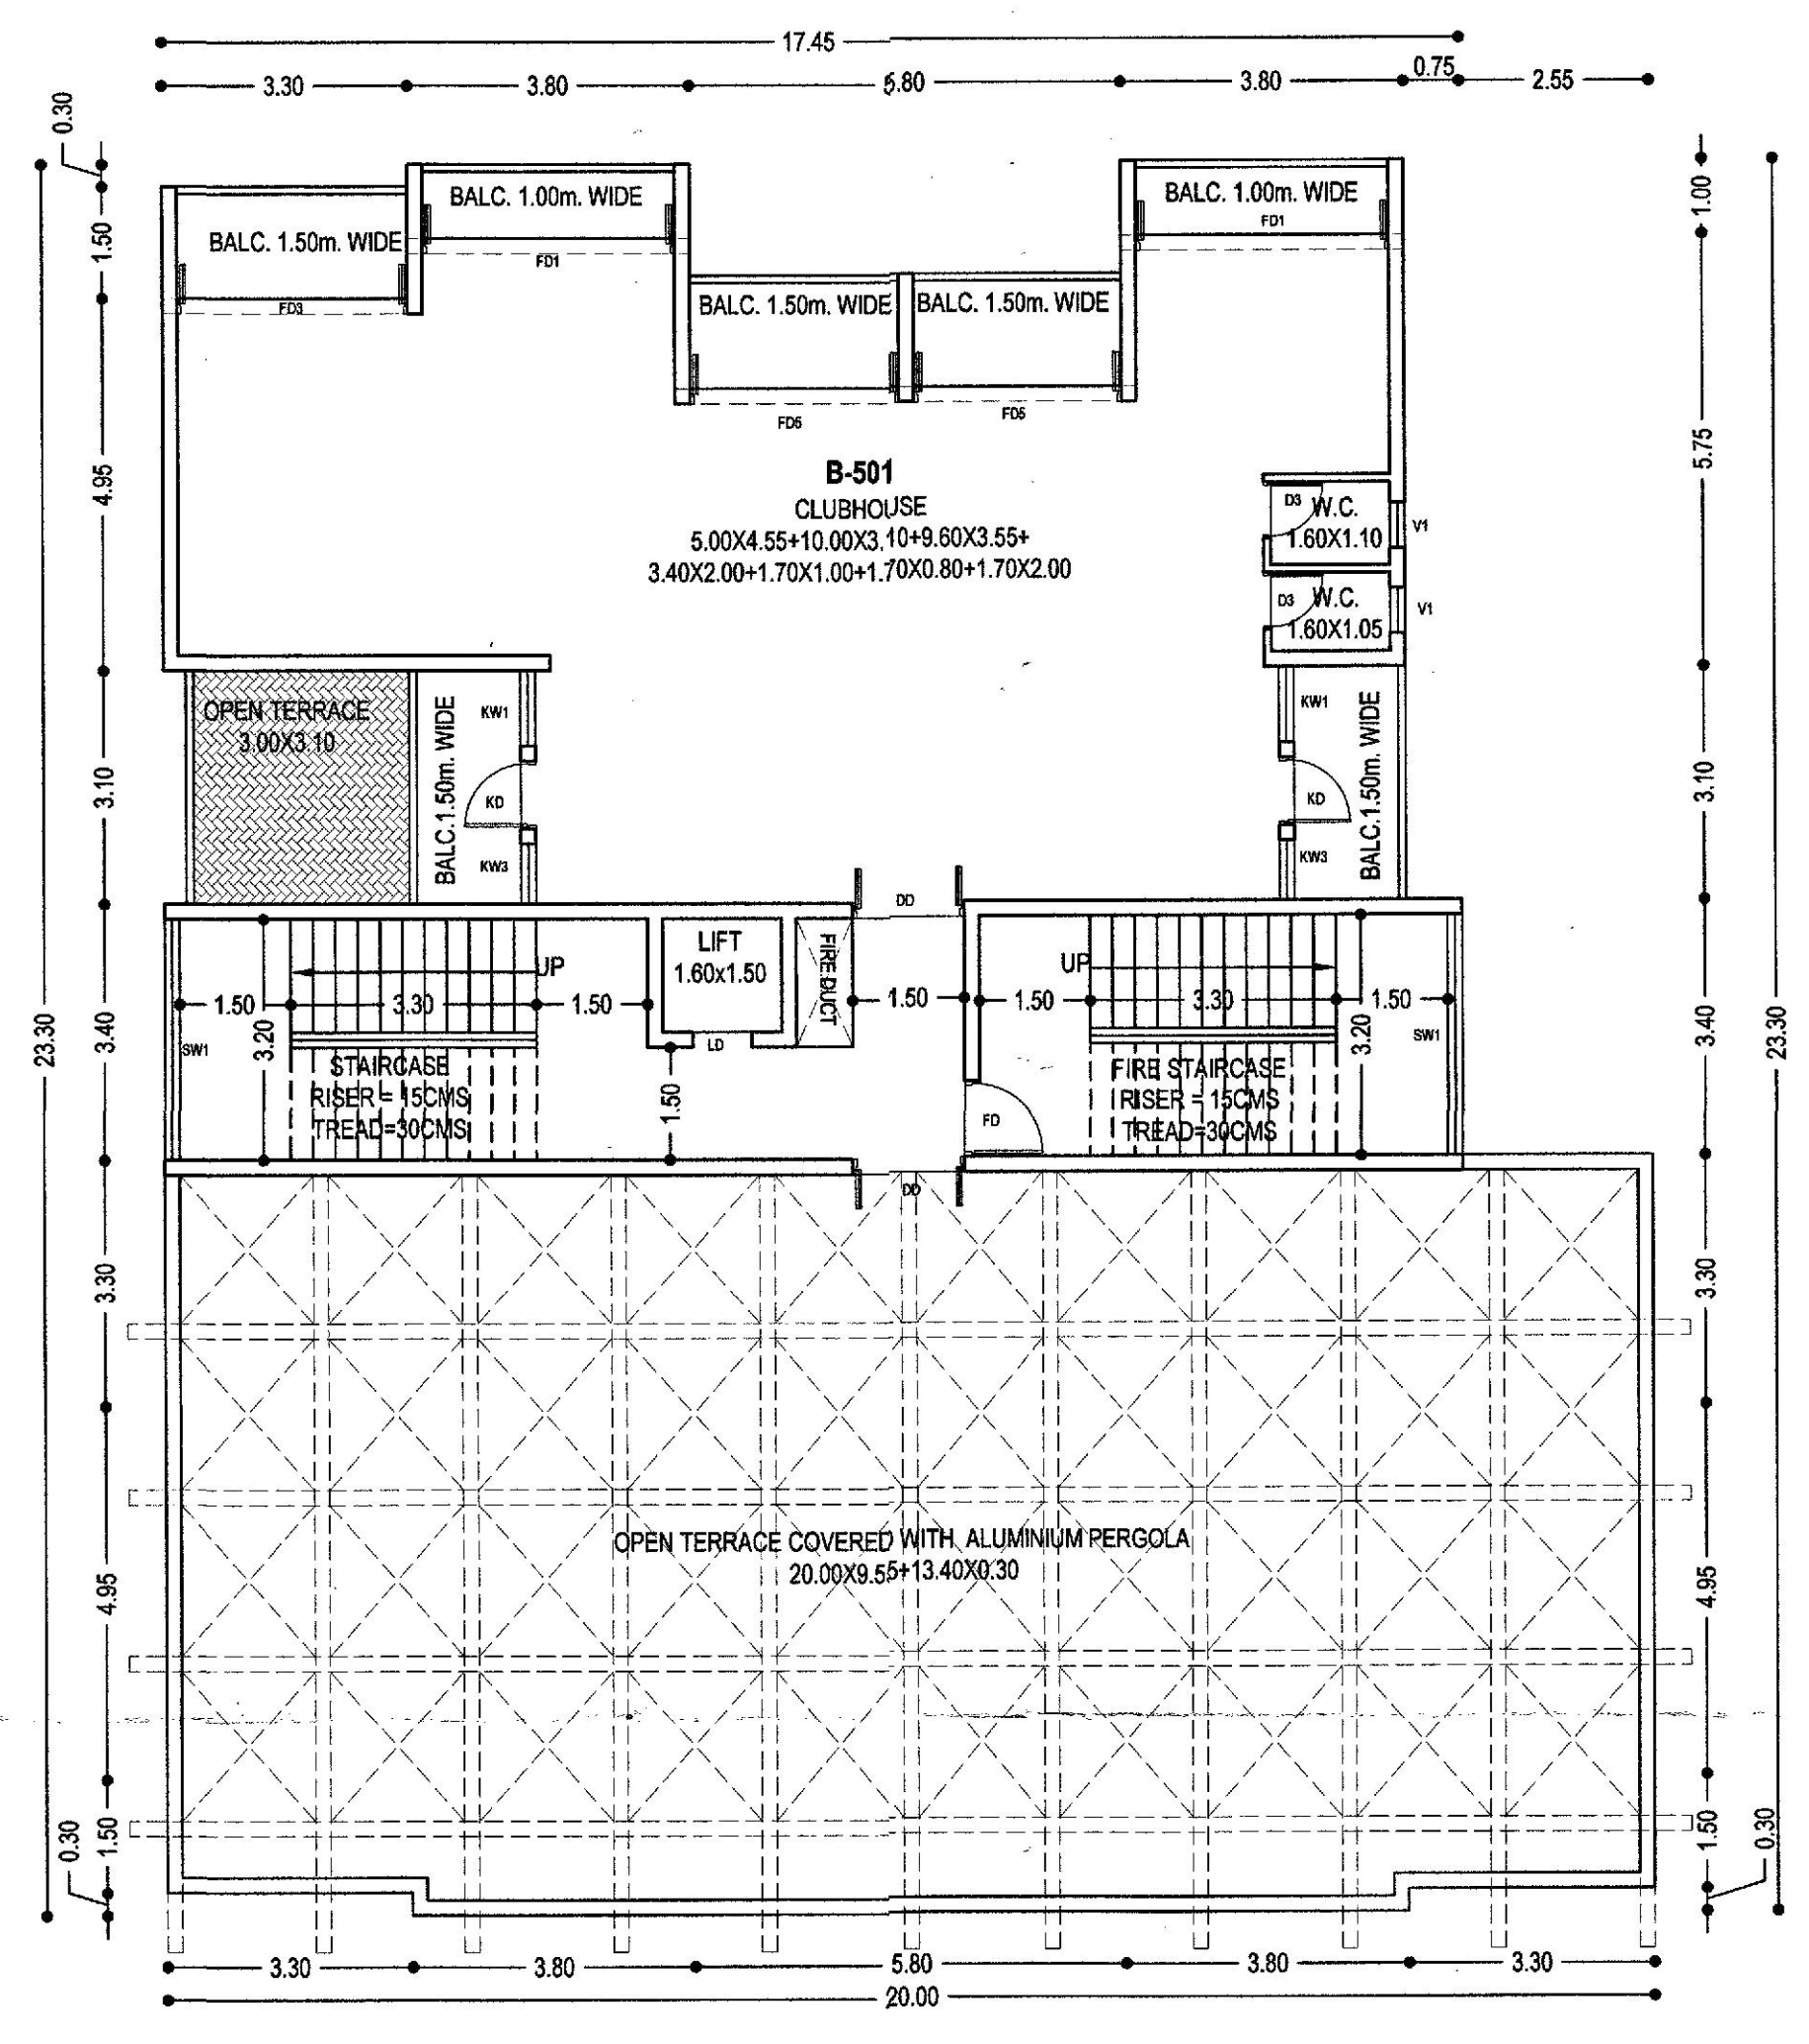 17.45
3.30 3.80 5.80 3.80 0.75 2.55
0.30
1.50
4.95
3.10
3.40
3.30
4.95
1.50
0.30
23.30
BALC. 1.50m. WIDE
FD3
BALC. 1.00m. WIDE
FD1
BALC. 1.50m. WIDE
FD5
BALC. 1.50m. WIDE
FD5
BALC. 1.00m. WIDE
FD1
B-501
CLUBHOUSE
5.00X4.55+10.00X3.10+9.60X3.55+
3.40X2.00+1.70X1.00+1.70X0.80+1.70X2.00
D3 W.C.
1.60X1.10
V1
D3 W.C.
1.60X1.05
V1
OPEN TERRACE
3.00X3.10
BALC.1.50m. WIDE
KW1
KD
KW3
KW1
KD
KW3
BALC.1.50m. WIDE
DD
UP
1.50 3.30 1.50
3.20
SW1
STAIRCASE
RISER = 15CMS
TREAD=30CMS
LIFT
1.60x1.50
LD
1.50
FIRE DUCT
1.50
UP
1.50 3.30 1.50
3.20
SW1
FD
FIRE STAIRCASE
RISER = 15CMS
TREAD=30CMS
DD
OPEN TERRACE COVERED WITH ALUMINIUM PERGOLA
20.00X9.55+13.40X0.30
1.00
5.75
3.10
3.40
3.30
4.95
1.50
0.30
23.30
3.30 3.80 5.80 3.80 3.30
20.00